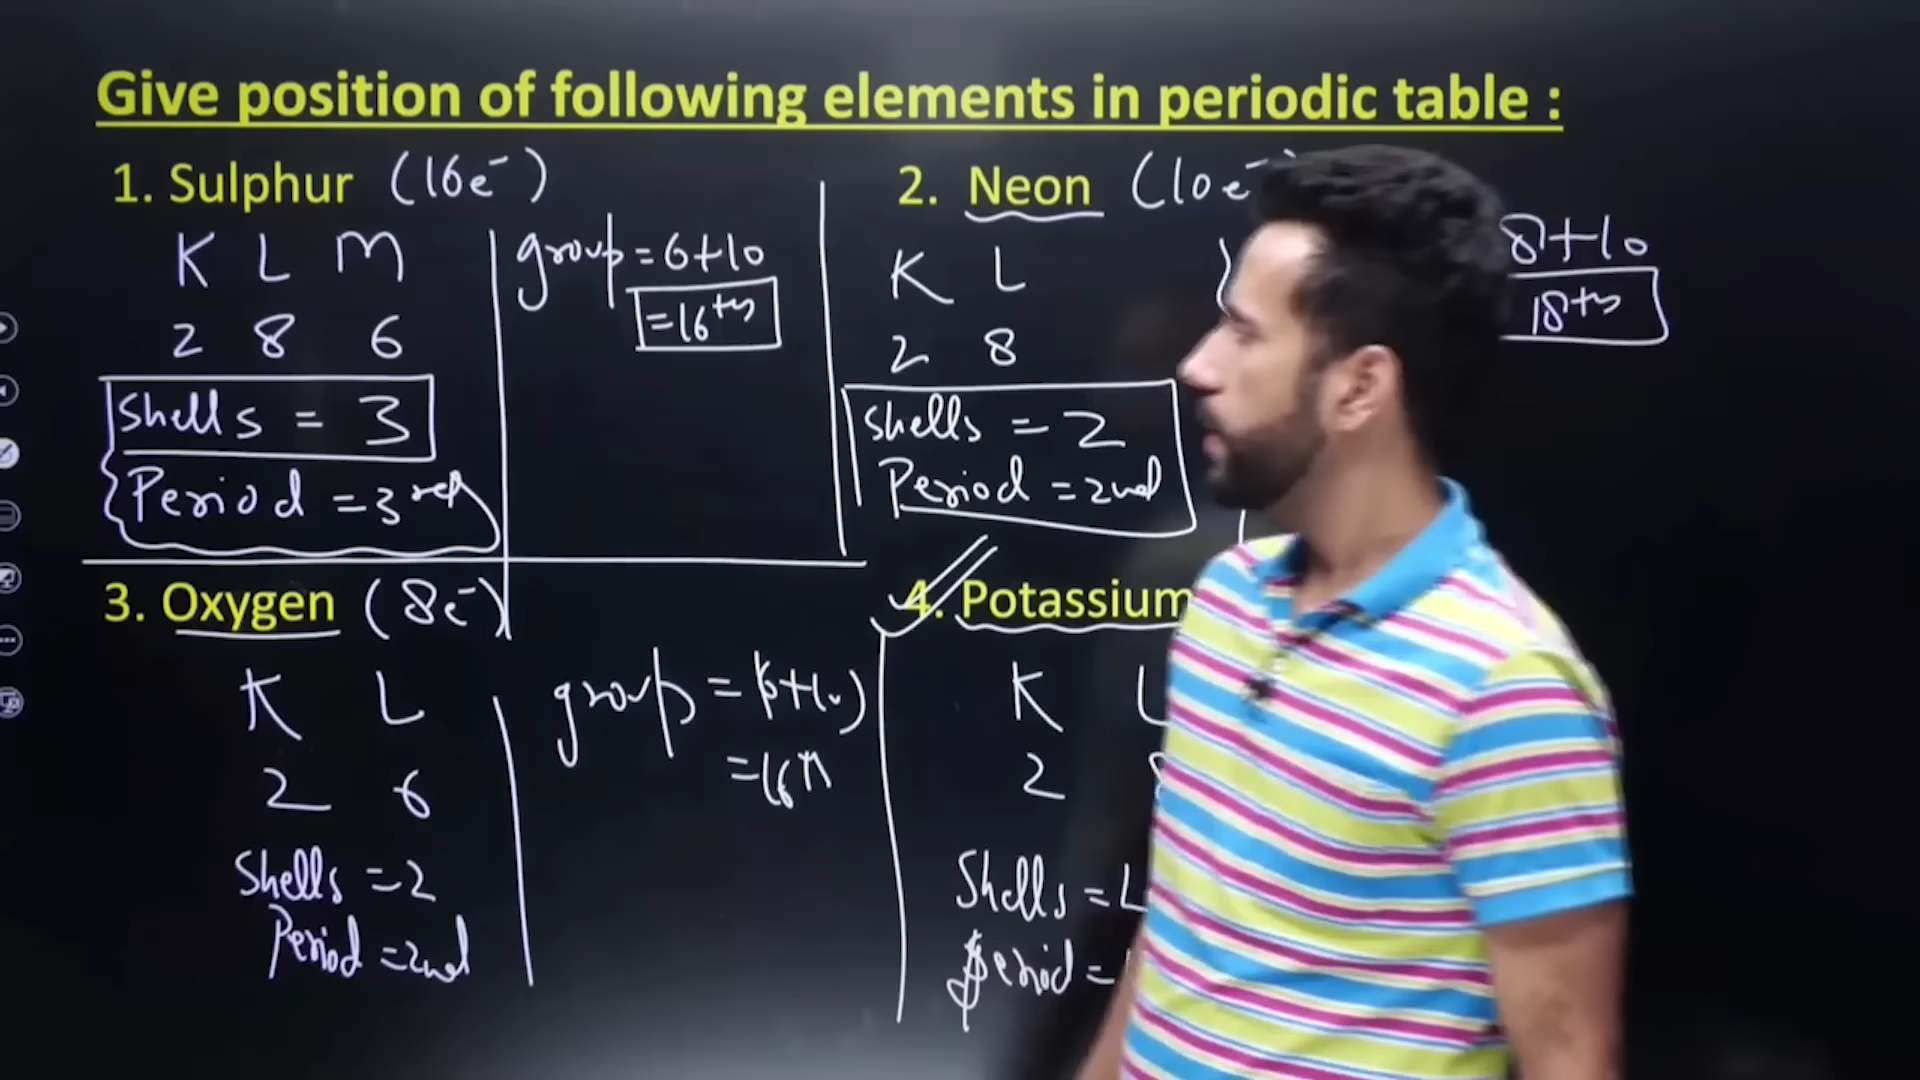 Give position of following elements in periodic table :
1. Sulphur (16e⁻)
K L M
2 8 6
Shells = 3
Period = 3rd
group = 6+10
=16th
2. Neon (10e⁻
K L
2 8
Shells = 2
Period = 2nd
8+10
18th
3. Oxygen (8e⁻)
K L
2 6
Shells =2
Period =2nd
group = (6+10)
=16th
4. Potassium
K L
2
Shells =
Period =